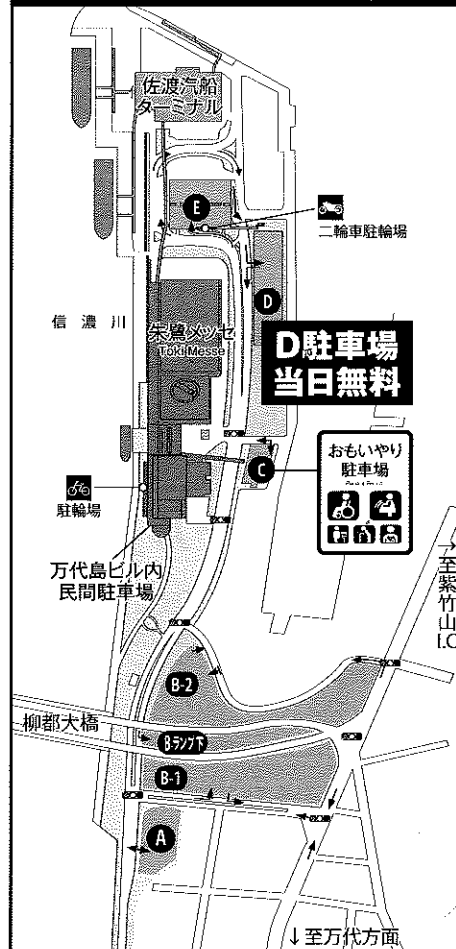 佐渡汽船
ターミナル
E
二輪車駐輪場
D
信濃川
朱鷺メッセ
Toki Messe
D駐車場
当日無料
おもいやり
駐車場
C
駐輪場
万代島ビル内
民間駐車場
→至紫竹山I.C
B-2
柳都大橋
B-ランプ下
B-1
A
↓至万代方面